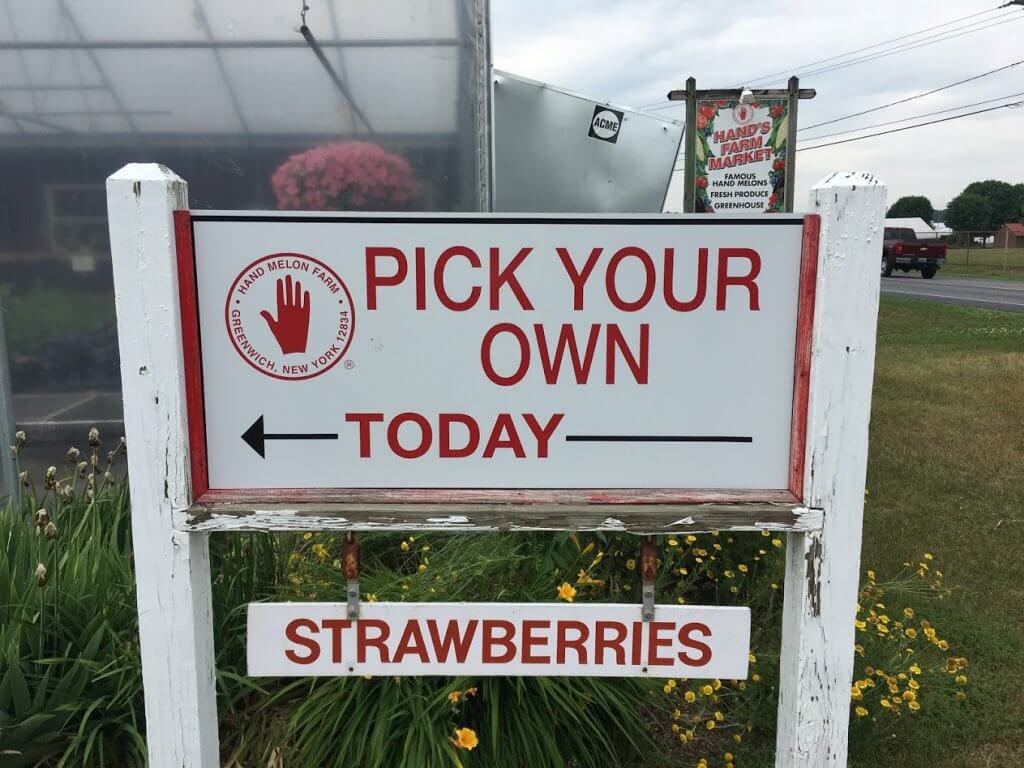 ACME
HAND'S
FARM
MARKET
FAMOUS
HAND MELONS
FRESH PRODUCE
GREENHOUSE
HAND MELON FARM
GREENWICH, NEW YORK 12834
®
PICK YOUR
OWN
TODAY
STRAWBERRIES